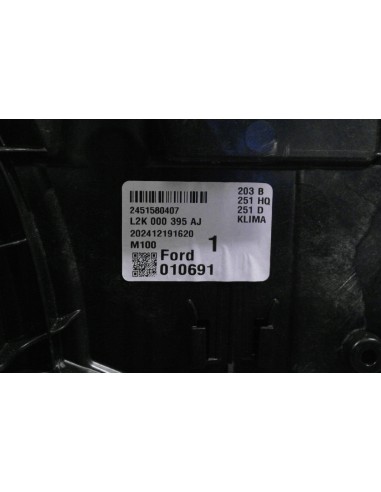 203 B
251 HQ
2451580407 251 D
L2K 000 395 AJ KLIMA
202412191620
M100 1
Ford
010691